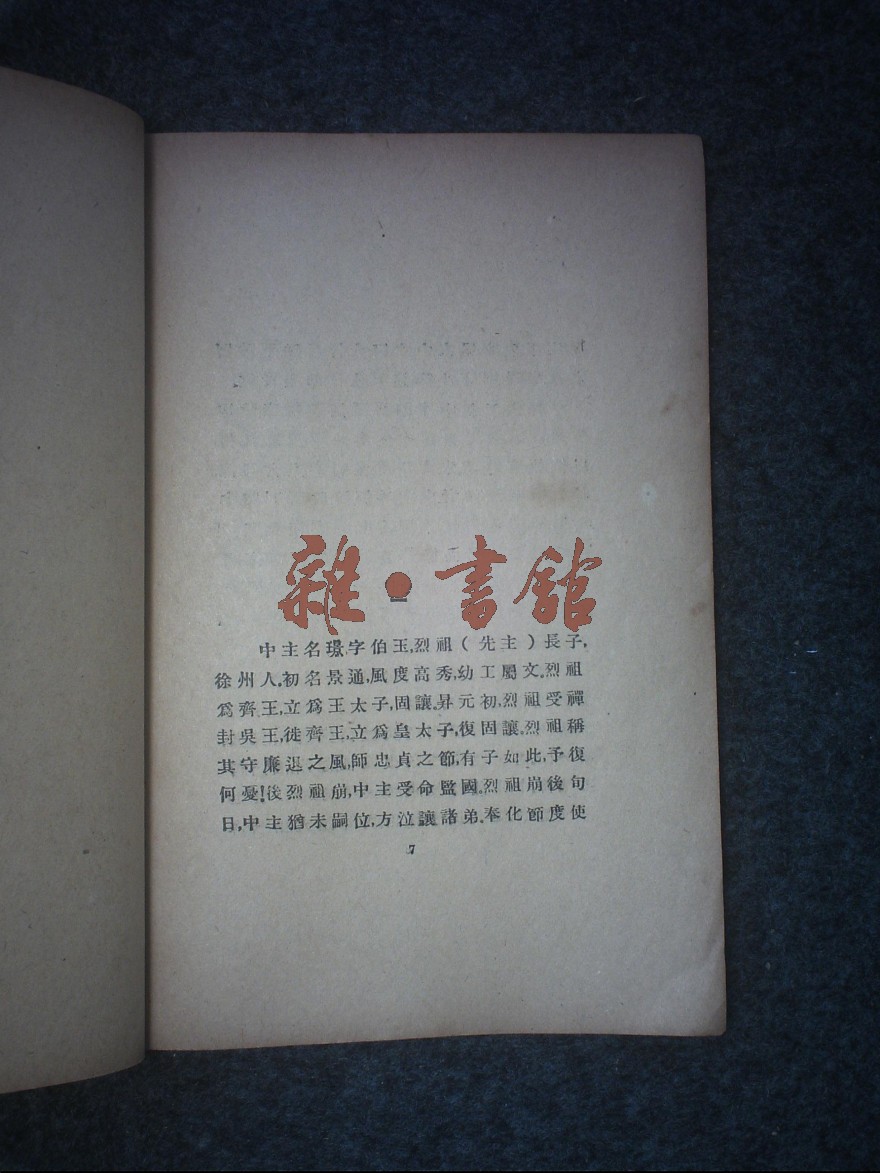 雜·書舘
一
中主名璟,字伯玉,烈祖(先主)長子,
徐州人。初名景通,風度高秀,幼工屬文。烈祖
爲齊王,立爲王太子,固讓。昇元初,烈祖受禪
封吳王,徙齊王,立爲皇太子,復固讓。烈祖稱
其守廉退之風,師忠貞之節,有子如此,予復
何憂!後烈祖崩,中主受命監國。烈祖崩後旬
日,中主猶未嗣位,方泣讓諸弟。奉化節度使
7